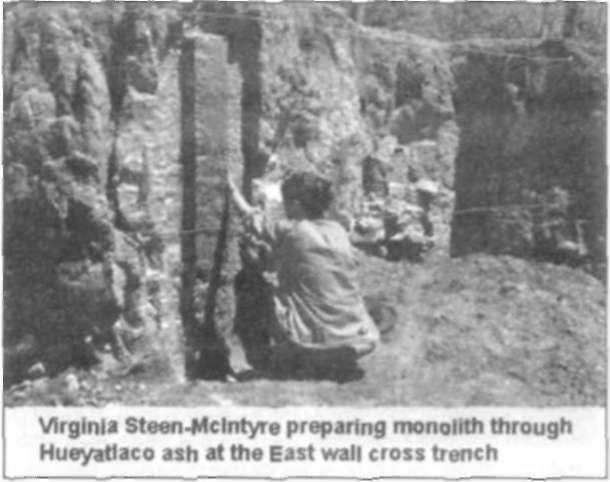 Virginia Steen-McIntyre preparing monolith through
Hueyatlaco ash at the East wall cross trench